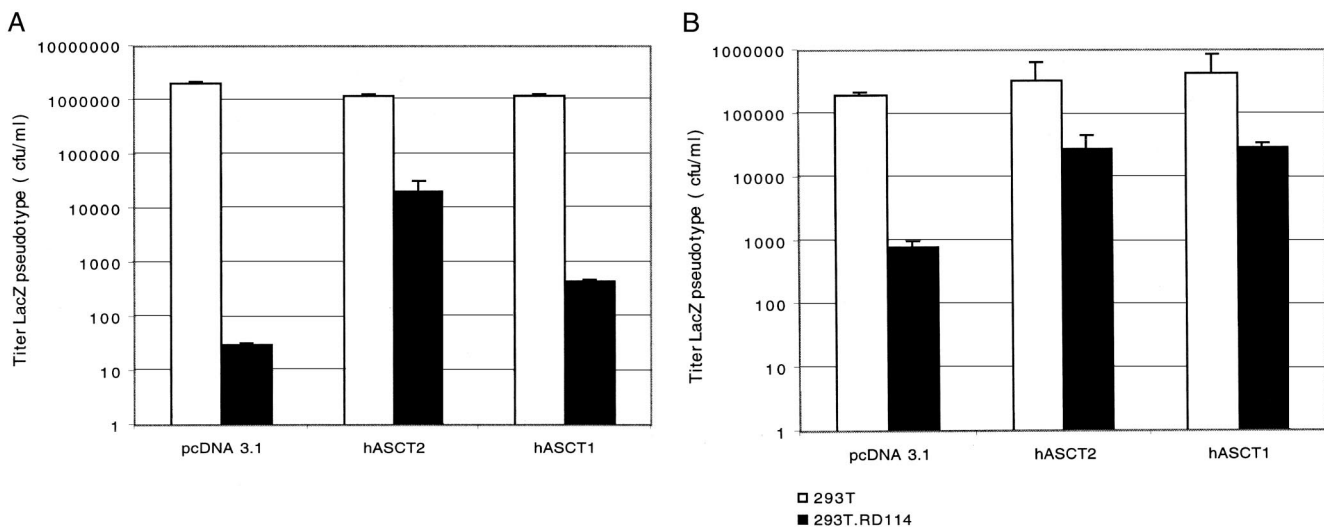 A
Titer LacZ pseudotype ( cfu/ml)
10000000
1000000
100000
10000
1000
100
10
1
pcDNA 3.1
hASCT2
hASCT1
B
Titer LacZ pseudotype ( cfu/ml)
1000000
100000
10000
1000
100
10
1
pcDNA 3.1
hASCT2
hASCT1
293T
293T.RD114